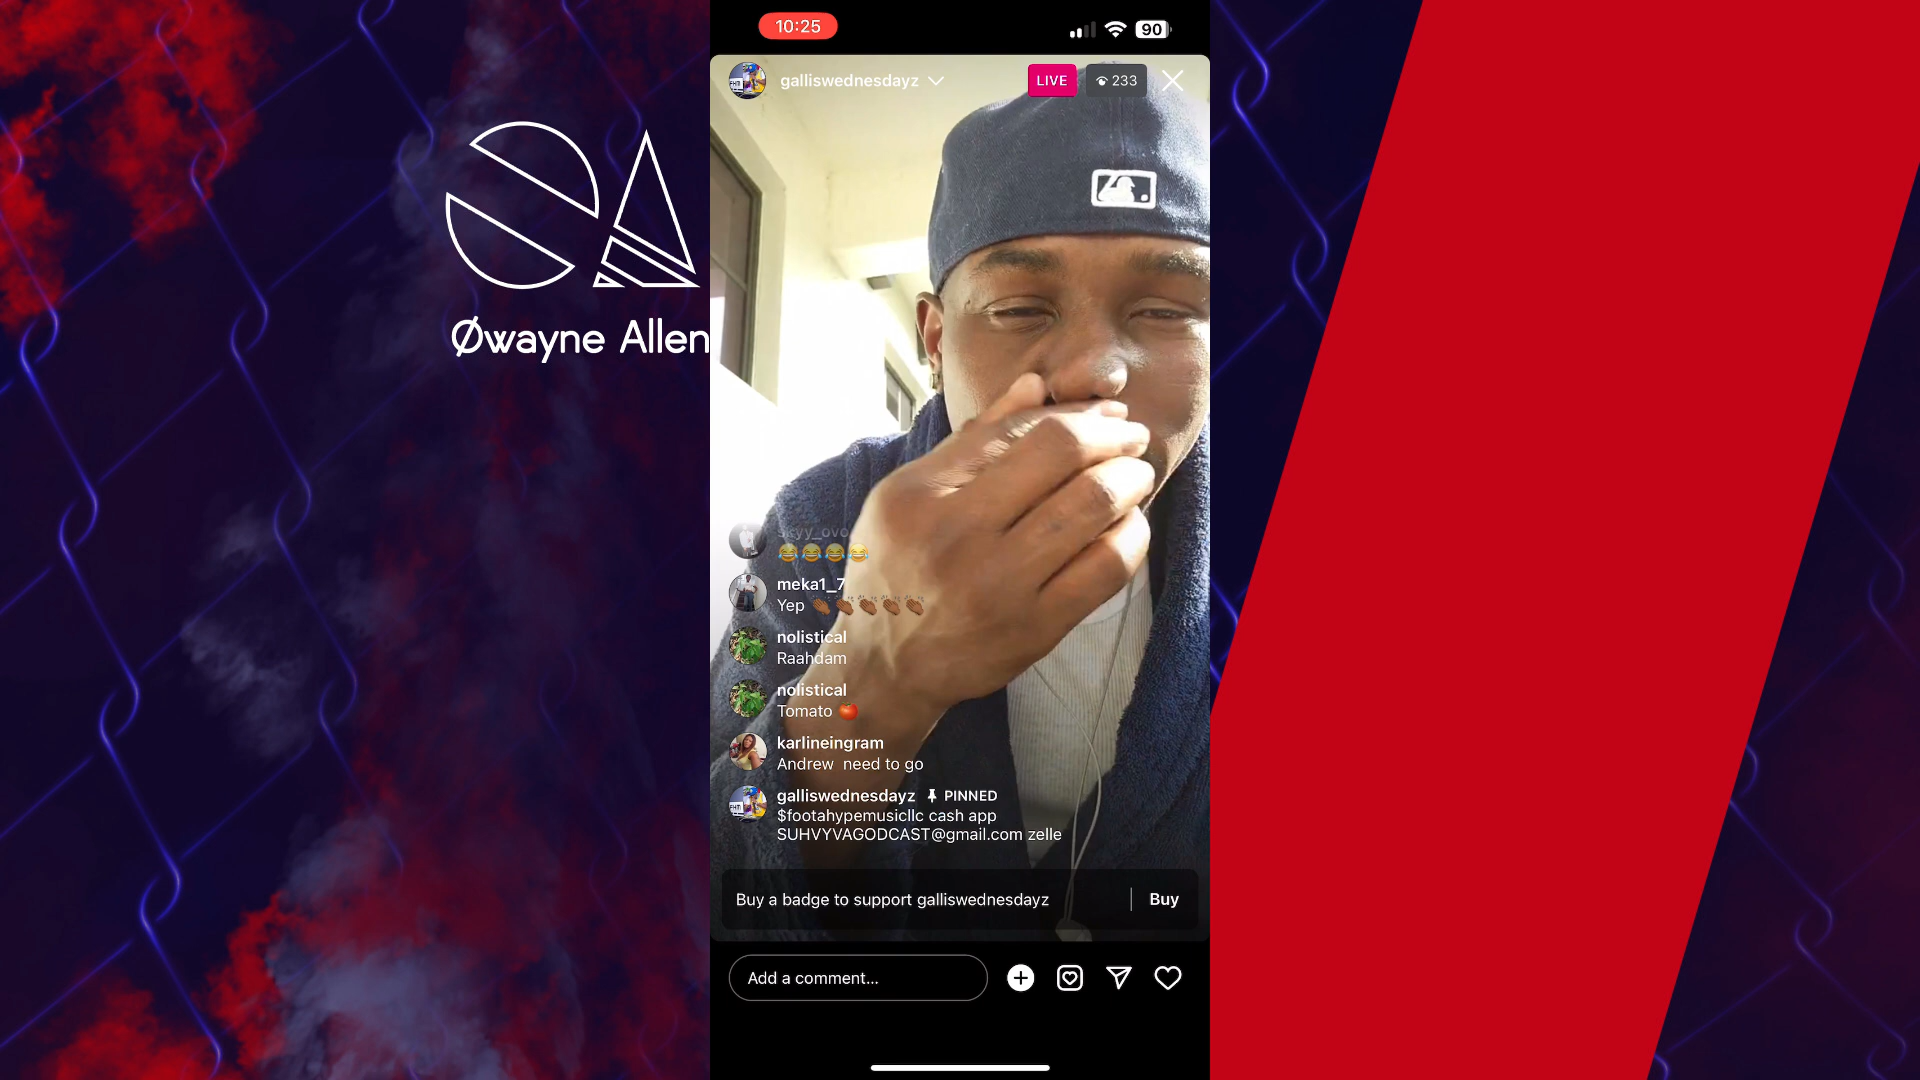 10:25
90
galliswednesdayz
LIVE
233
Øwayne Allen
😂😂😂😂
meka1_7
Yep 👏🏾👏🏾👏🏾👏🏾👏🏾
nolistical
Raahdam
nolistical
Tomato 🍅
karlineingram
Andrew need to go
galliswednesdayz PINNED
$footahypemusicllc cash app
SUHVYVAGODCAST@gmail.com zelle
Buy a badge to support galliswednesdayz
Buy
Add a comment...